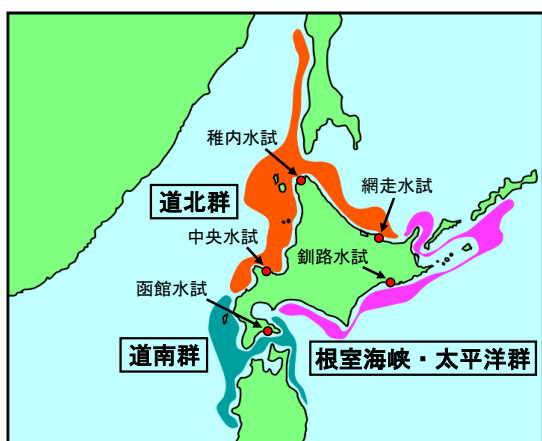 稚内水試
道北群
網走水試
中央水試
釧路水試
函館水試
道南群
根室海峡・太平洋群